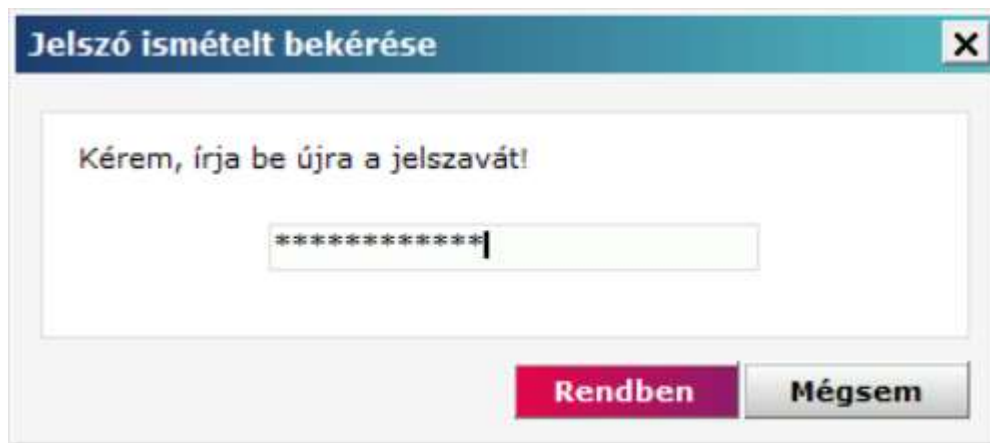 Jelszó ismételt bekérése
Kérem, írja be újra a jelszavát!
************
Rendben
Mégsem